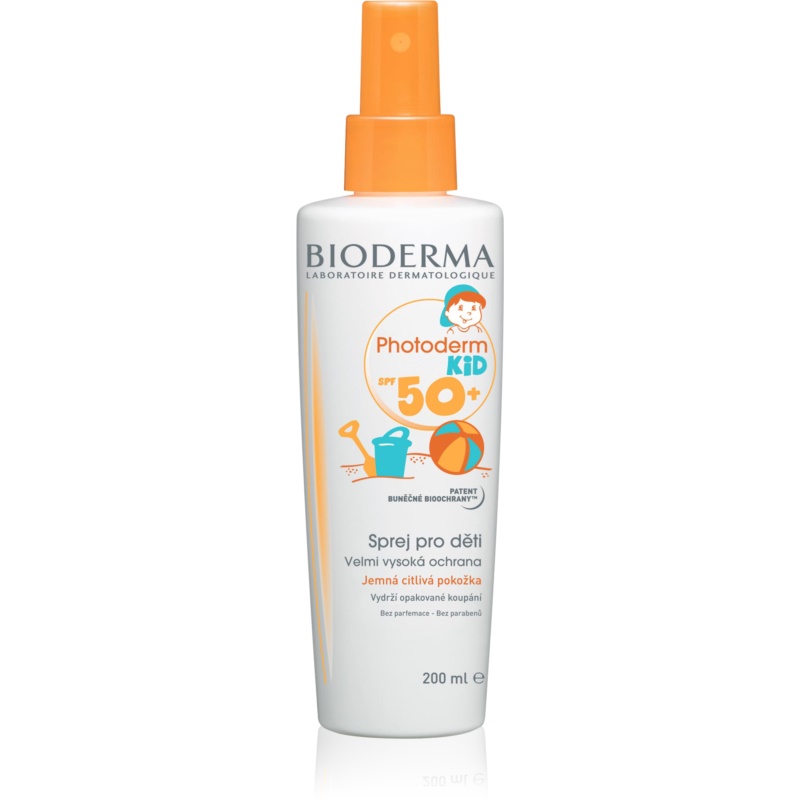 BIODERMA
LABORATOIRE DERMATOLOGIQUE
Photoderm
KiD
SPF 50+
PATENT
BUNĚČNÉ BIOOCHRANY™
Sprej pro děti
Velmi vysoká ochrana
Jemná citlivá pokožka
Vydrží opakované koupání
Bez parfemace - Bez parabenů
200 ml ℮